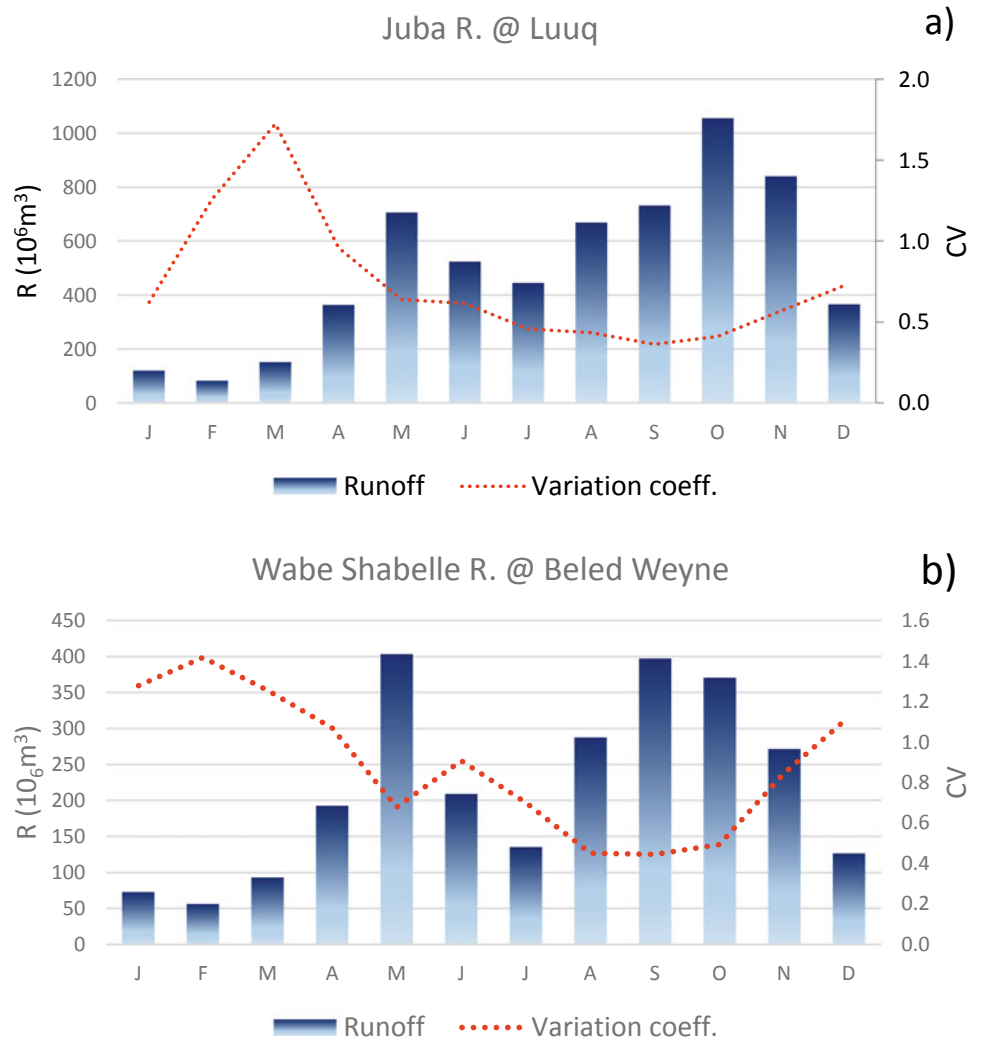 Juba R. @ Luuq
a)
R (10⁶m³)
1200
1000
800
600
400
200
0
2.0
1.5
1.0
0.5
0.0
CV
J F M A M J J A S O N D
Runoff Variation coeff.
Wabe Shabelle R. @ Beled Weyne
b)
R (10₆m³)
450
400
350
300
250
200
150
100
50
0
1.6
1.4
1.2
1.0
0.8
0.6
0.4
0.2
0.0
CV
J F M A M J J A S O N D
Runoff Variation coeff.